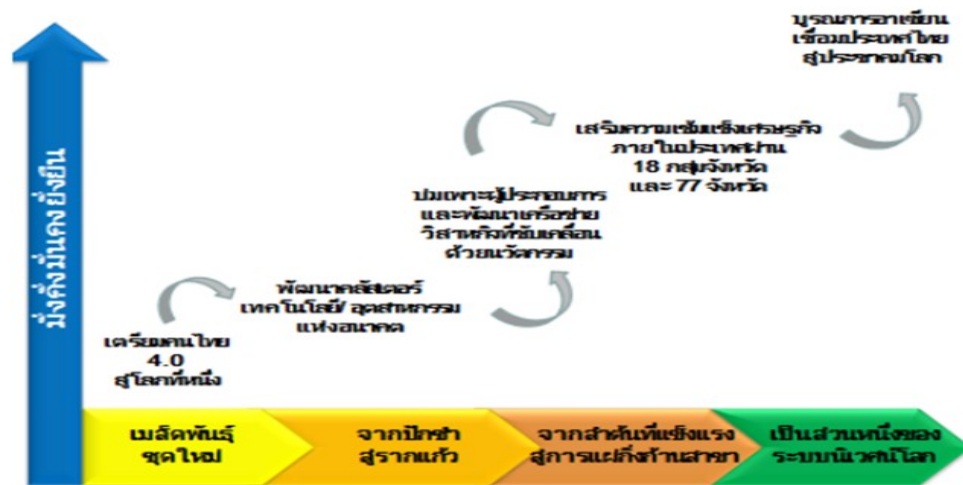 มั่งคั่ง มั่นคง ยั่งยืน
บูรณาการอาเซียน
เชื่อมประเทศไทย
สู่ประชาคมโลก
เสริมความเข้มแข็งเศรษฐกิจ
ภายในประเทศผ่าน
18 กลุ่มจังหวัด
และ 77 จังหวัด
บ่มเพาะผู้ประกอบการ
และพัฒนาเครือข่าย
วิสาหกิจที่ขับเคลื่อน
ด้วยนวัตกรรม
พัฒนาคลัสเตอร์
เทคโนโลยี/ อุตสาหกรรม
แห่งอนาคต
เตรียมคนไทย
4.0
สู่โลกที่หนึ่ง
เมล็ดพันธุ์
ชุดใหม่
จากปักชำ
สู่รากแก้ว
จากลำต้นที่แข็งแรง
สู่การแผ่กิ่งก้านสาขา
เป็นส่วนหนึ่งของ
ระบบนิเวศน์โลก